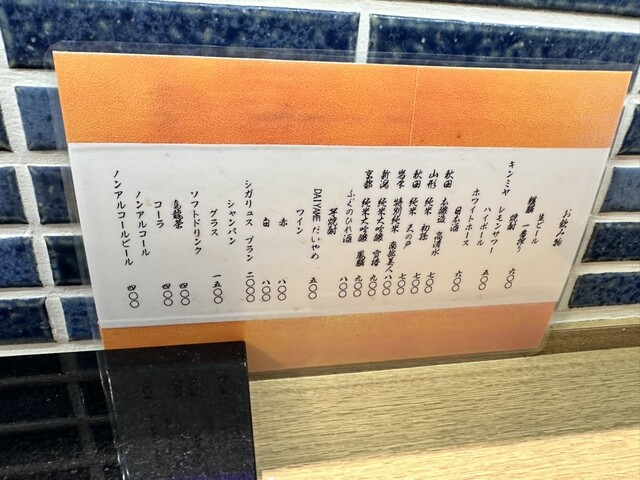 お飲み物
生ビール
麒麟 一番搾り 六〇〇
焼酎
キンミヤ レモンサワー 五〇〇
ハイボール
ホワイトホース 六〇〇
日本酒
秋田 本醸造 高清水 七〇〇
山形 純米 初孫 七〇〇
秋田 純米 天の戸 七〇〇
岩米 特別純米 南部美人 八〇〇
新潟 純米大吟醸 九〇〇
京都 純米大吟醸 九〇〇
ふぐのひれ酒 八〇〇
芋焼酎
DAIYAME だいやめ 五〇〇
ワイン
赤 八〇〇
白 八〇〇
シガリュス ブラン 二〇〇〇
シャンパン
グラス 一五〇〇
ソフトドリンク
烏龍茶 四〇〇
コーラ 四〇〇
ノンアルコール
ノンアルコールビール 四〇〇